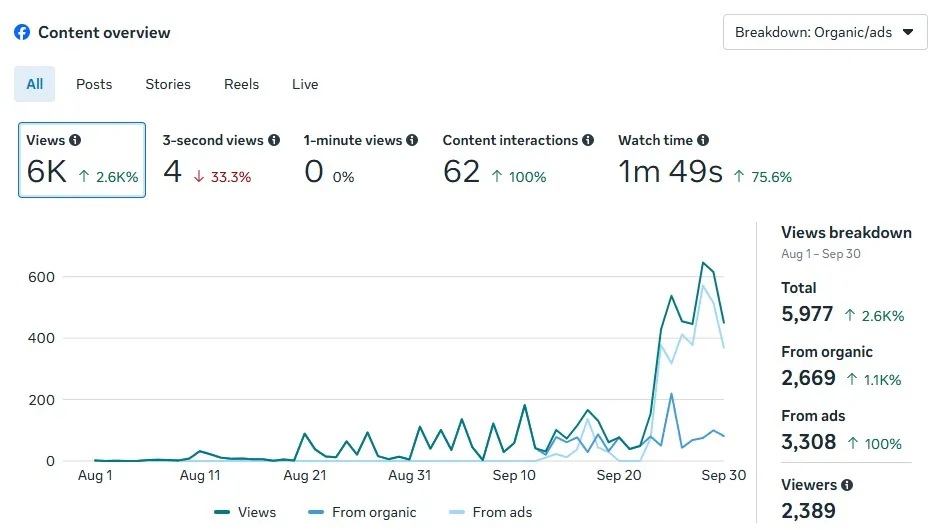 Content overview
Breakdown: Organic/ads
All Posts Stories Reels Live
Views 3-second views 1-minute views Content interactions Watch time
6K ↑ 2.6K% 4 ↓ 33.3% 0 0% 62 ↑ 100% 1m 49s ↑ 75.6%
600
400
200
0
Aug 1 Aug 11 Aug 21 Aug 31 Sep 10 Sep 20 Sep 30
Views From organic From ads
Views breakdown
Aug 1 – Sep 30
Total
5,977 ↑ 2.6K%
From organic
2,669 ↑ 1.1K%
From ads
3,308 ↑ 100%
Viewers
2,389